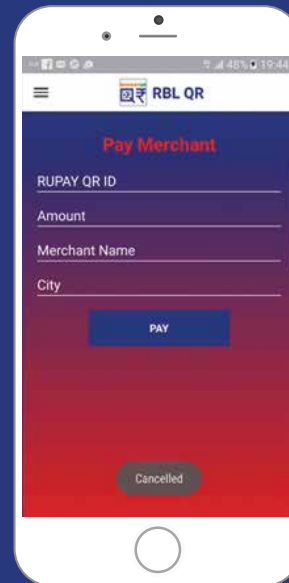 48% 19:44
RBL QR
Pay Merchant
RUPAY QR ID
Amount
Merchant Name
City
PAY
Cancelled